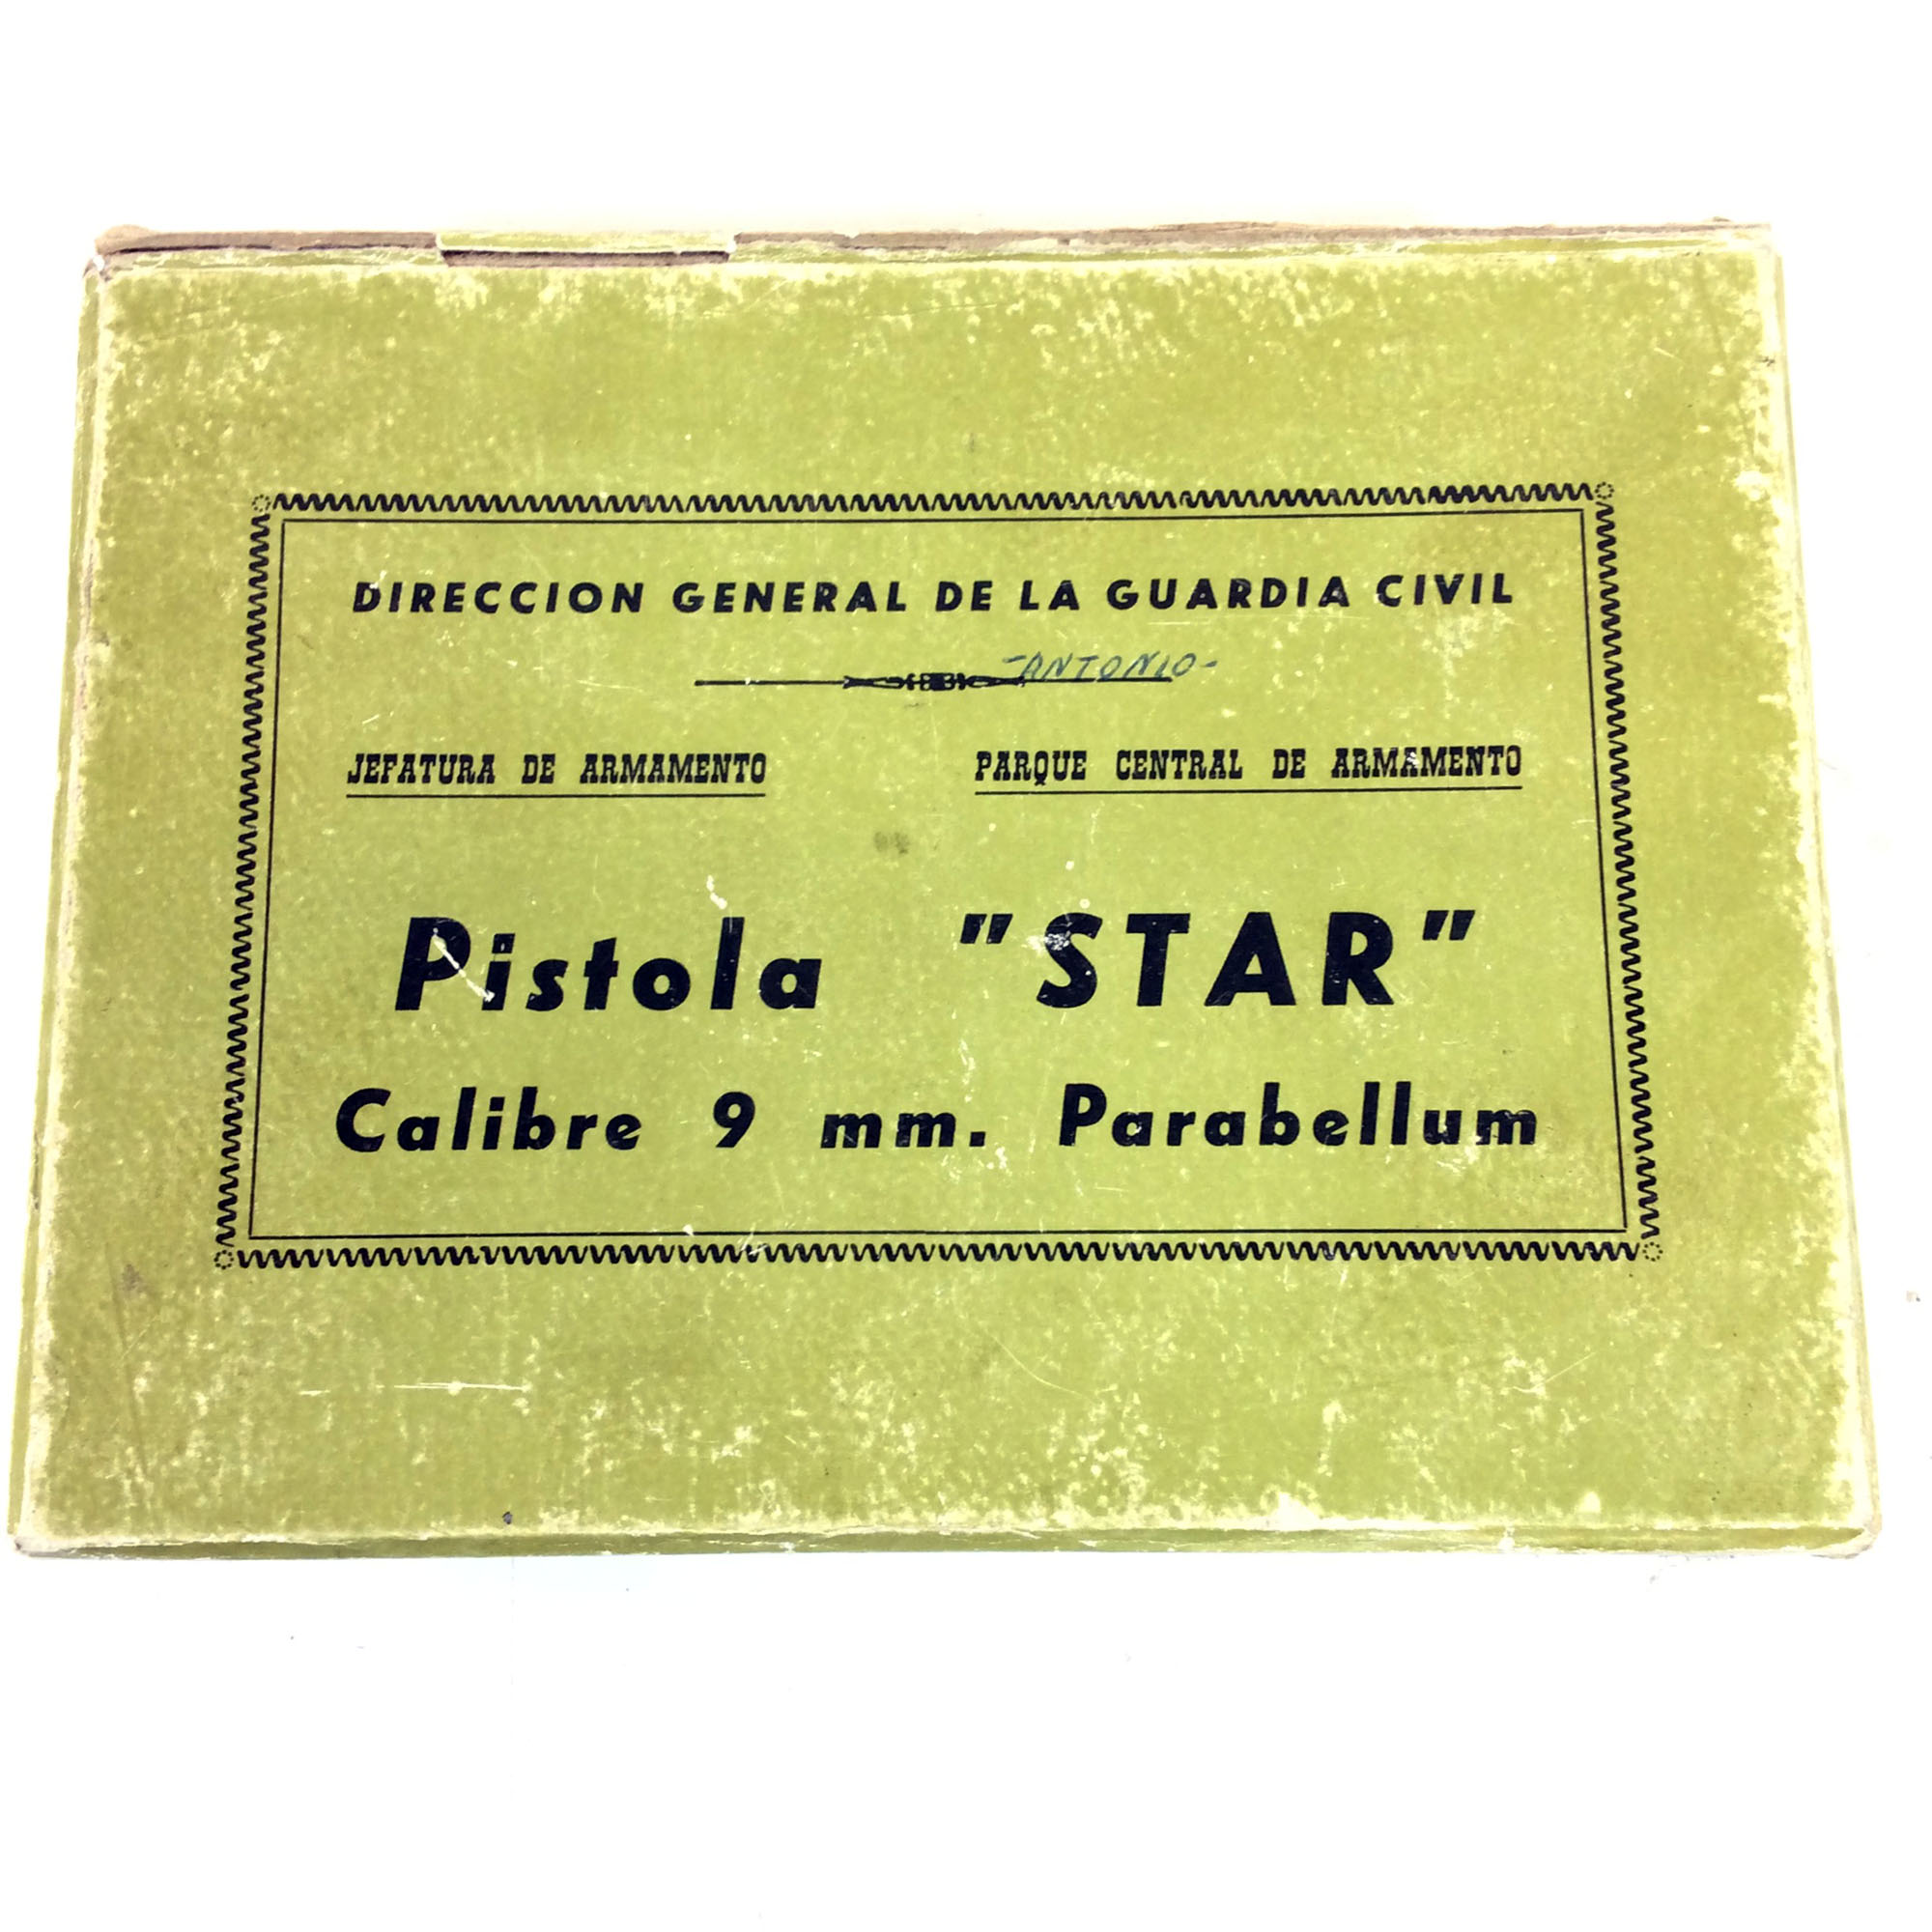 DIRECCION GENERAL DE LA GUARDIA CIVIL
-ANTONIO-
JEFATURA DE ARMAMENTO
PARQUE CENTRAL DE ARMAMENTO
Pistola "STAR"
Calibre 9 mm. Parabellum